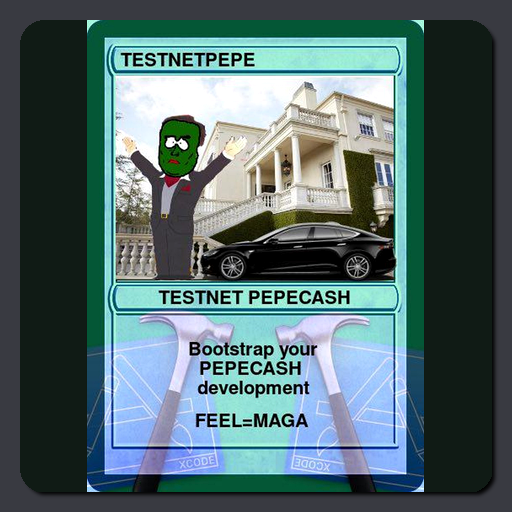 TESTNETPEPE
TESTNET PEPECASH
Bootstrap your
PEPECASH
development
FEEL=MAGA
XCODE
XCODE